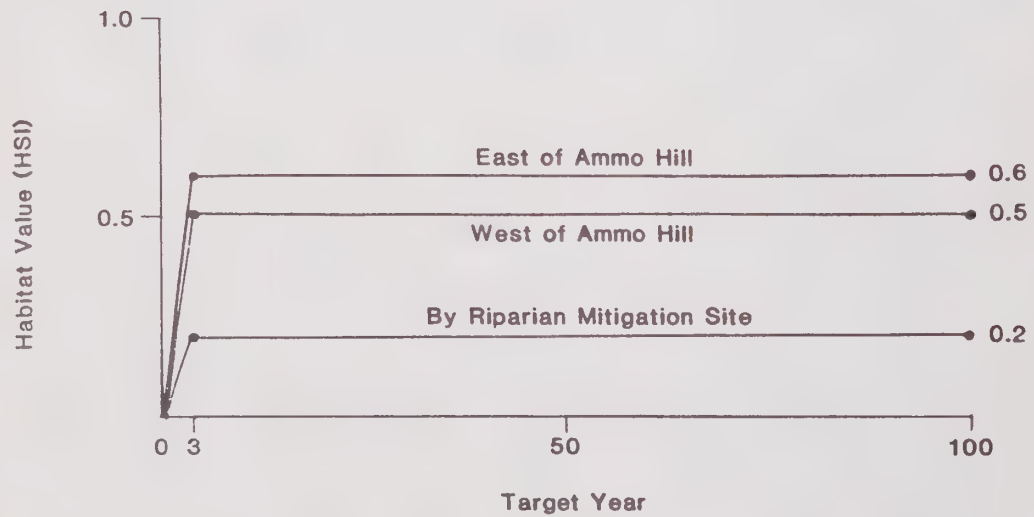 1.0
Habitat Value (HSI)
East of Ammo Hill
0.6
0.5
0.5
West of Ammo Hill
By Riparian Mitigation Site
0.2
0 3 50 100
Target Year